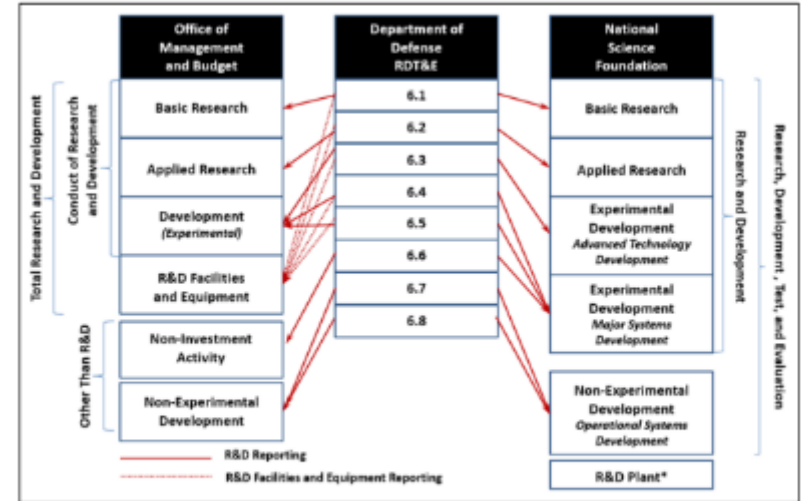 Office of
Management
and Budget
Department of
Defense
RDT&E
National
Science
Foundation
Total Research and Development
Conduct of Research
and Development
Basic Research
Applied Research
Development
(Experimental)
R&D Facilities
and Equipment
Other Than R&D
Non-Investment
Activity
Non-Experimental
Development
6.1
6.2
6.3
6.4
6.5
6.6
6.7
6.8
Basic Research
Applied Research
Experimental
Development
Advanced Technology
Development
Experimental
Development
Major Systems
Development
Non-Experimental
Development
Operational Systems
Development
R&D Plant*
Research and Development
Research, Development , Test, and Evaluation
R&D Reporting
R&D Facilities and Equipment Reporting